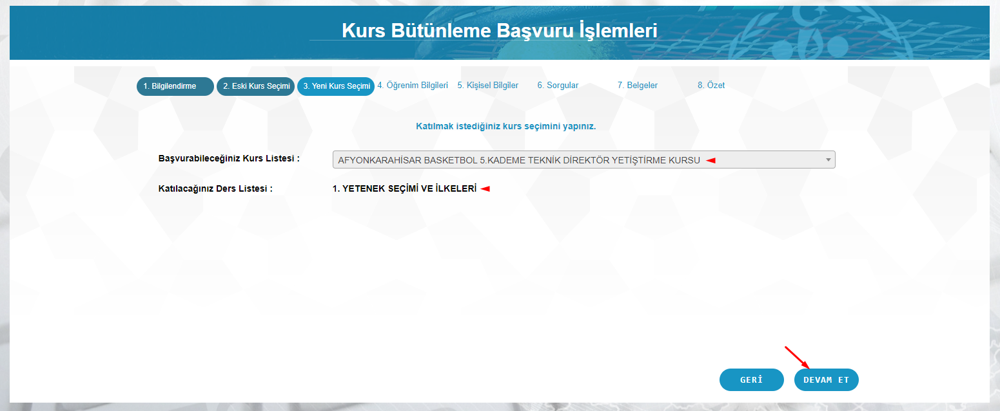 Kurs Bütünleme Başvuru İşlemleri
1. Bilgilendirme 2. Eski Kurs Seçimi 3. Yeni Kurs Seçimi 4. Öğrenim Bilgileri 5. Kişisel Bilgiler 6. Sorgular 7. Belgeler 8. Özet
Katılmak istediğiniz kurs seçimini yapınız.
Başvurabileceğiniz Kurs Listesi : AFYONKARAHİSAR BASKETBOL 5.KADEME TEKNİK DİREKTÖR YETİŞTİRME KURSU
Katılacağınız Ders Listesi : 1. YETENEK SEÇİMİ VE İLKELERİ
GERİ DEVAM ET